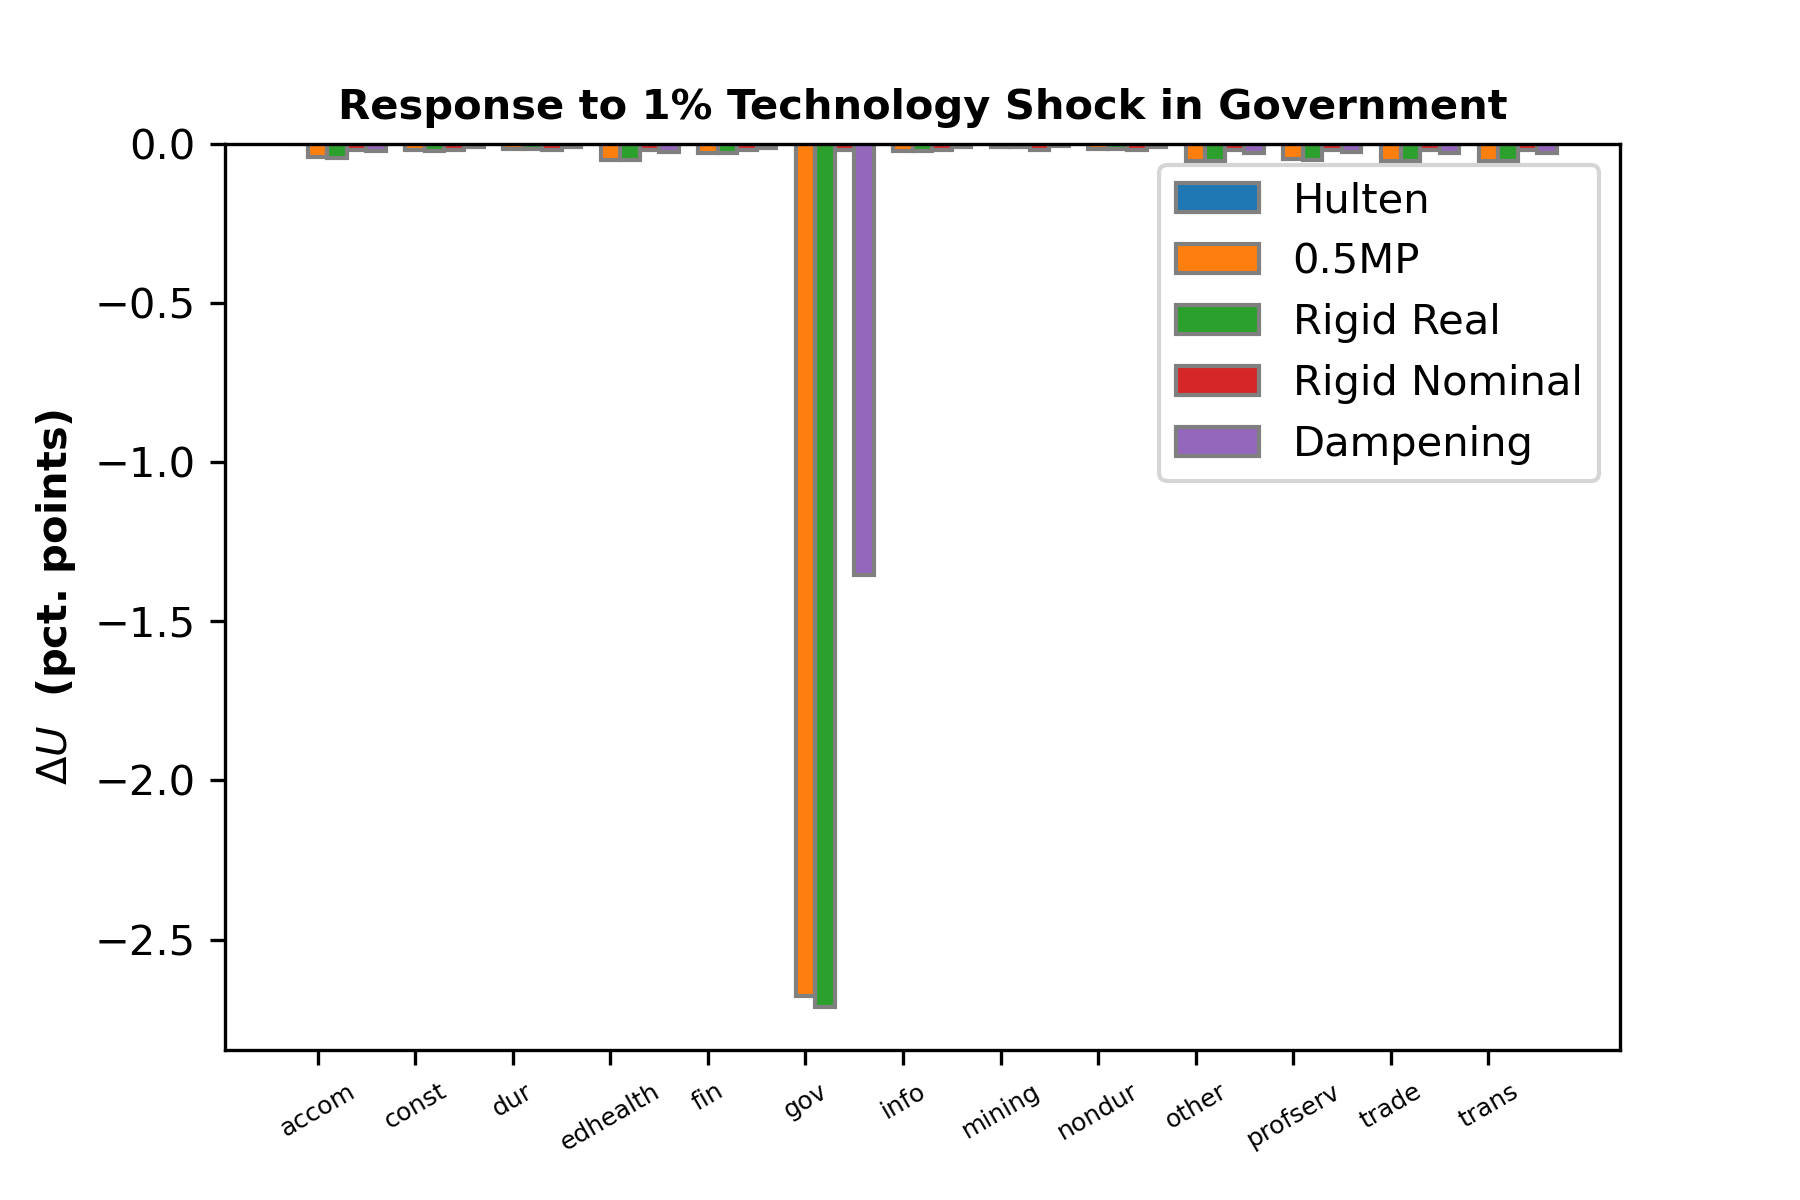 Response to 1% Technology Shock in Government
0.0
−0.5
−1.0
−1.5
−2.0
−2.5
ΔU (pct. points)
Hulten
0.5MP
Rigid Real
Rigid Nominal
Dampening
accom
const
dur
edhealth
fin
gov
info
mining
nondur
other
profserv
trade
trans